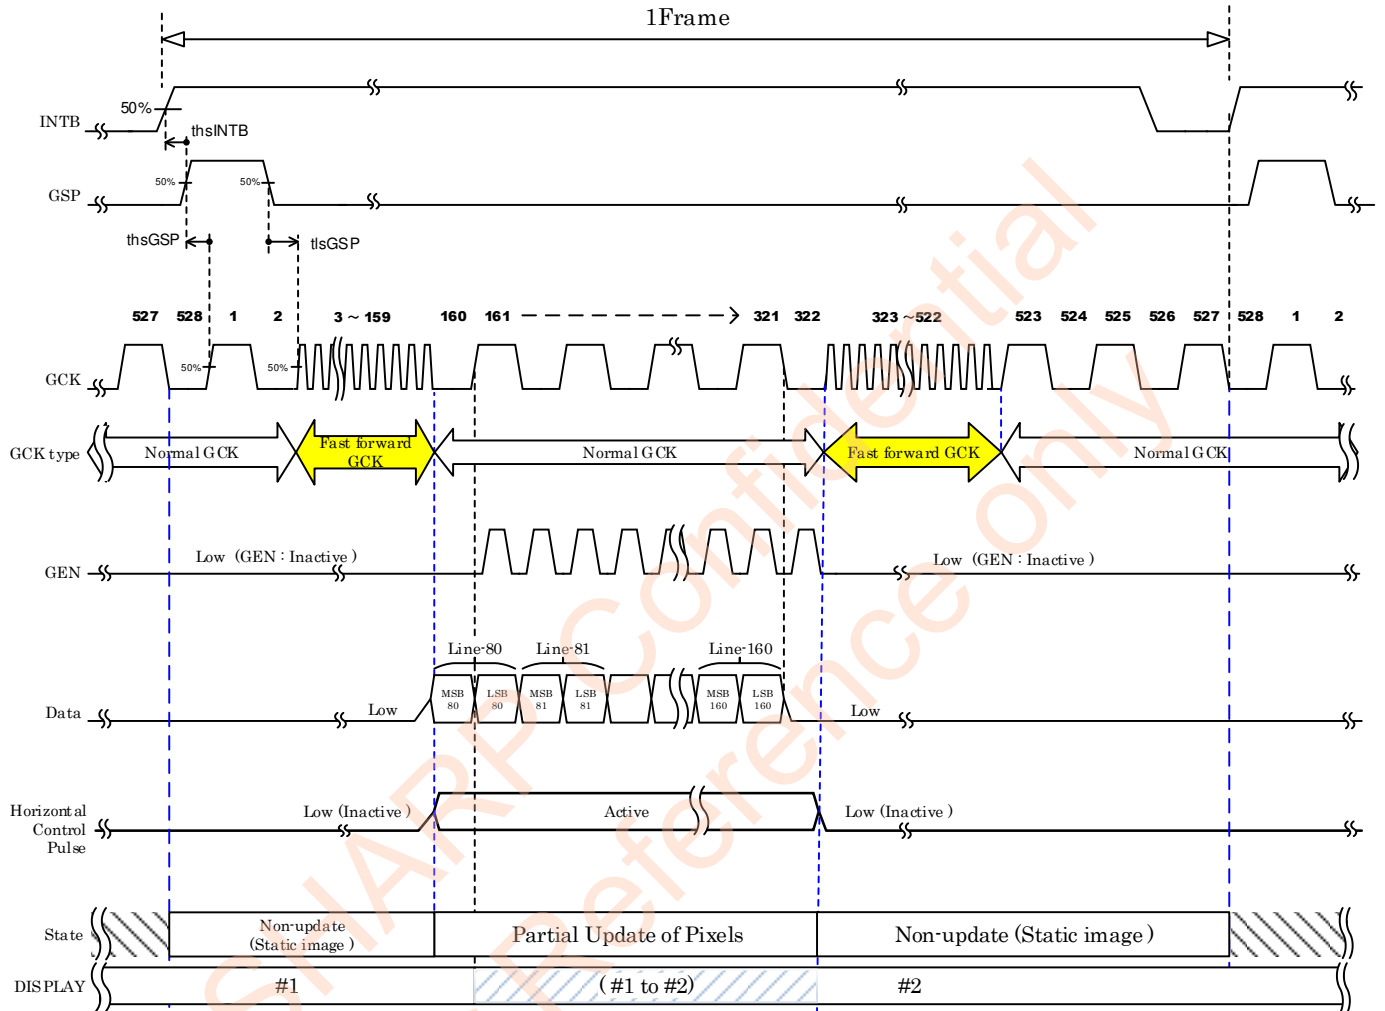 1Frame
INTB
50%
thsINTB
GSP
50%
50%
thsGSP
tlsGSP
527 528 1 2 3 ~ 159 160 161 321 322 323 ~ 522 523 524 525 526 527 528 1 2
GCK
50%
50%
GCK type
Normal GCK
Fast forward
GCK
Normal GCK
Fast forward GCK
Normal GCK
GEN
Low (GEN : Inactive )
Low (GEN : Inactive )
Line-80
Line-81
Line-160
Data
Low
MSB
80
LSB
80
MSB
81
LSB
81
MSB
160
LSB
160
Low
Horizontal
Control
Pulse
Low (Inactive )
Active
Low (Inactive )
State
Non-update
(Static image )
Partial Update of Pixels
Non-update (Static image )
DISPLAY
#1
( #1 to #2)
#2
SHARP Confidential
Reference only